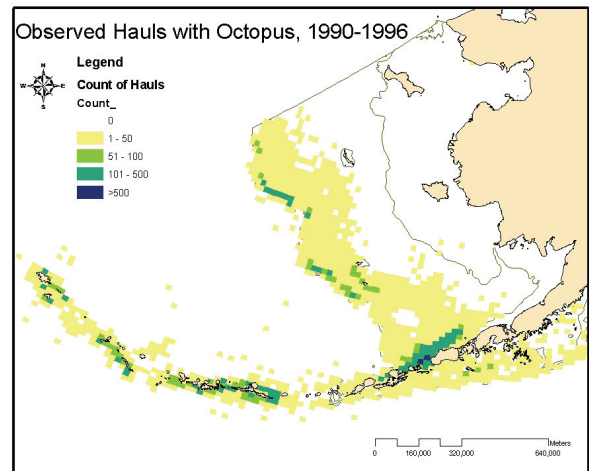 Observed Hauls with Octopus, 1990-1996
Legend
N
W E
S
Count of Hauls
Count_
0
1 - 50
51 - 100
101 - 500
>500
Meters
0 160,000 320,000 640,000